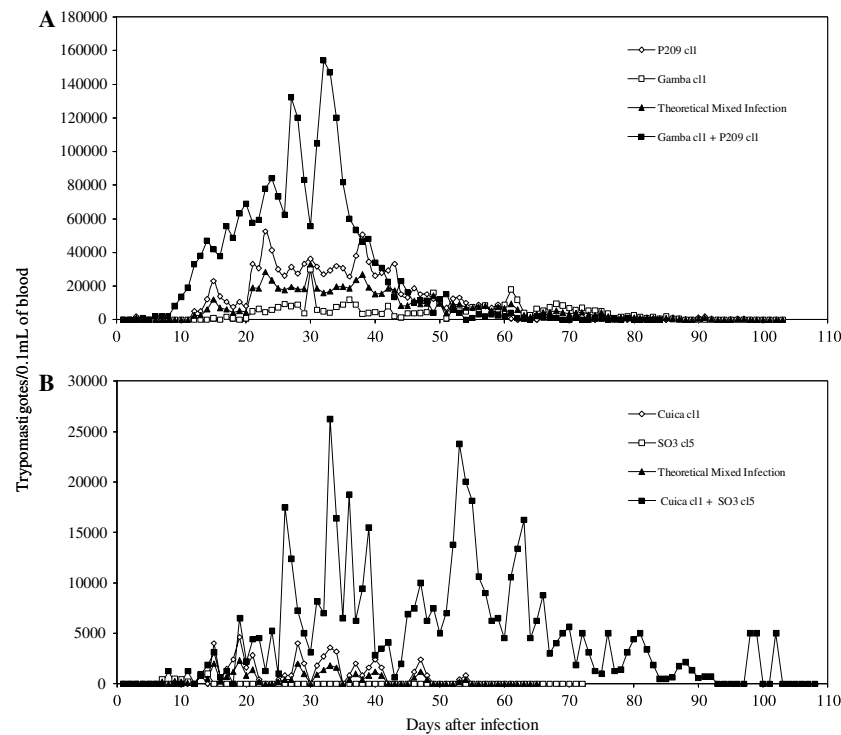 A
180000
160000
140000
120000
100000
80000
60000
40000
20000
0
0 10 20 30 40 50 60 70 80 90 100 110
P209 cl1
Gamba cl1
Theoretical Mixed Infection
Gamba cl1 + P209 cl1
Trypomastigotes/0.1mL of blood
B
30000
25000
20000
15000
10000
5000
0
0 10 20 30 40 50 60 70 80 90 100 110
Cuica cl1
SO3 cl5
Theoretical Mixed Infection
Cuica cl1 + SO3 cl5
Days after infection